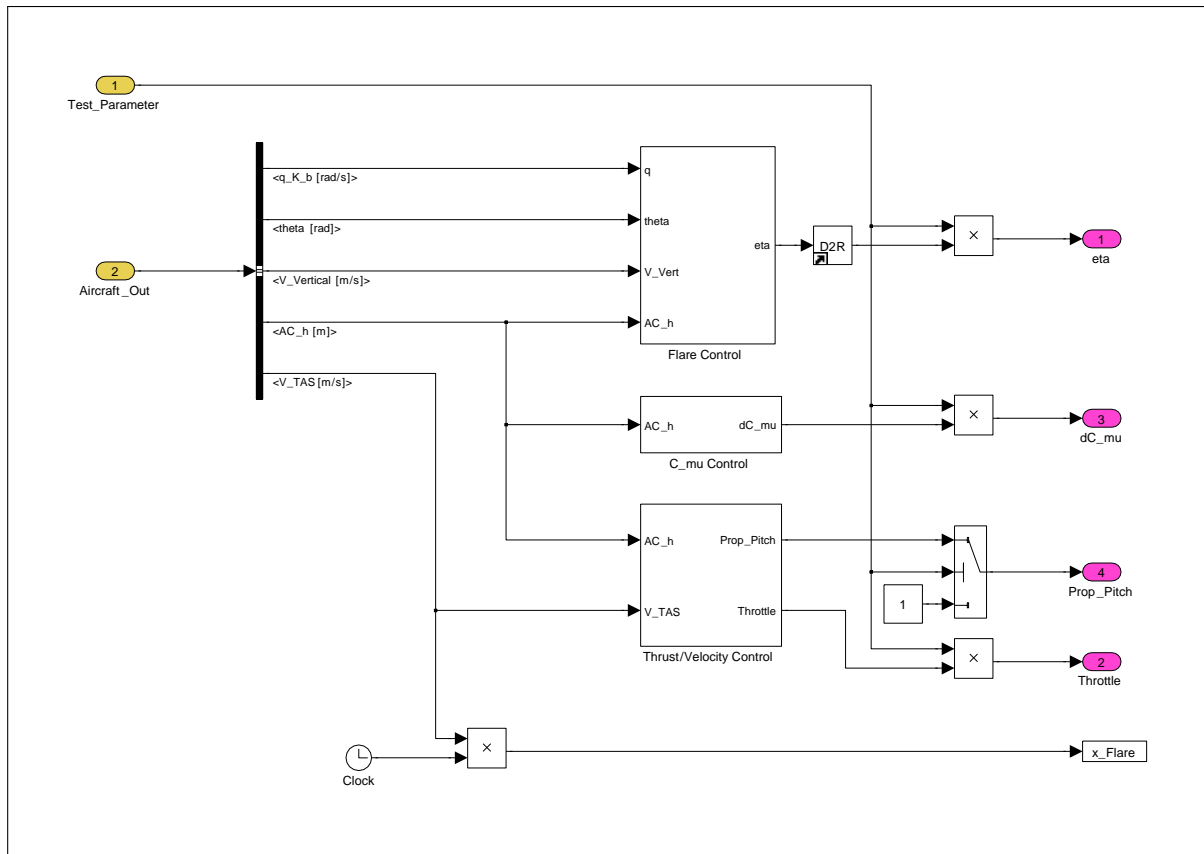 1
Test_Parameter
<q_K_b [rad/s]>
q
<theta [rad]>
theta
eta
D2R
×
1
eta
2
Aircraft_Out
<V_Vertical [m/s]>
V_Vert
<AC_h [m]>
AC_h
Flare Control
<V_TAS [m/s]>
AC_h
dC_mu
C_mu Control
×
3
dC_mu
AC_h
Prop_Pitch
V_TAS
Throttle
Thrust/Velocity Control
1
4
Prop_Pitch
×
2
Throttle
Clock
×
x_Flare